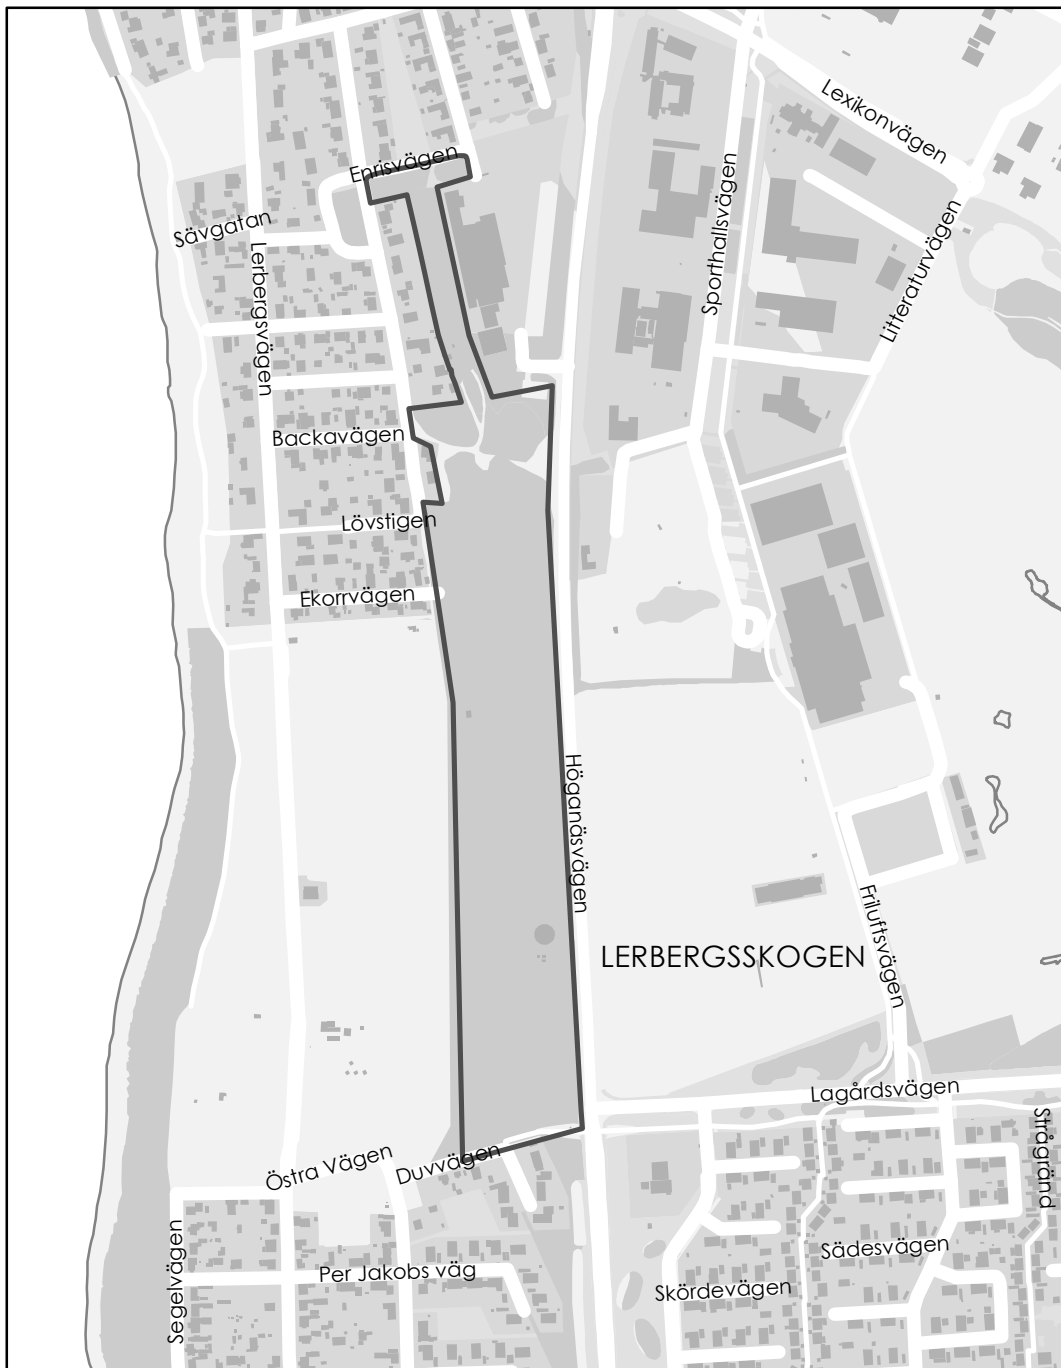 Lexikonvägen
Enrisvägen
Sävgatan
Lerbergsvägen
Sporthallsvägen
Litteraturvägen
Backavägen
Lövstigen
Ekorrvägen
Höganäsvägen
Friluftsvägen
LERBERGSSKOGEN
Lagårdsvägen
Strågränd
Östra Vägen
Duvvägen
Segelvägen
Per Jakobs väg
Sädesvägen
Skördevägen